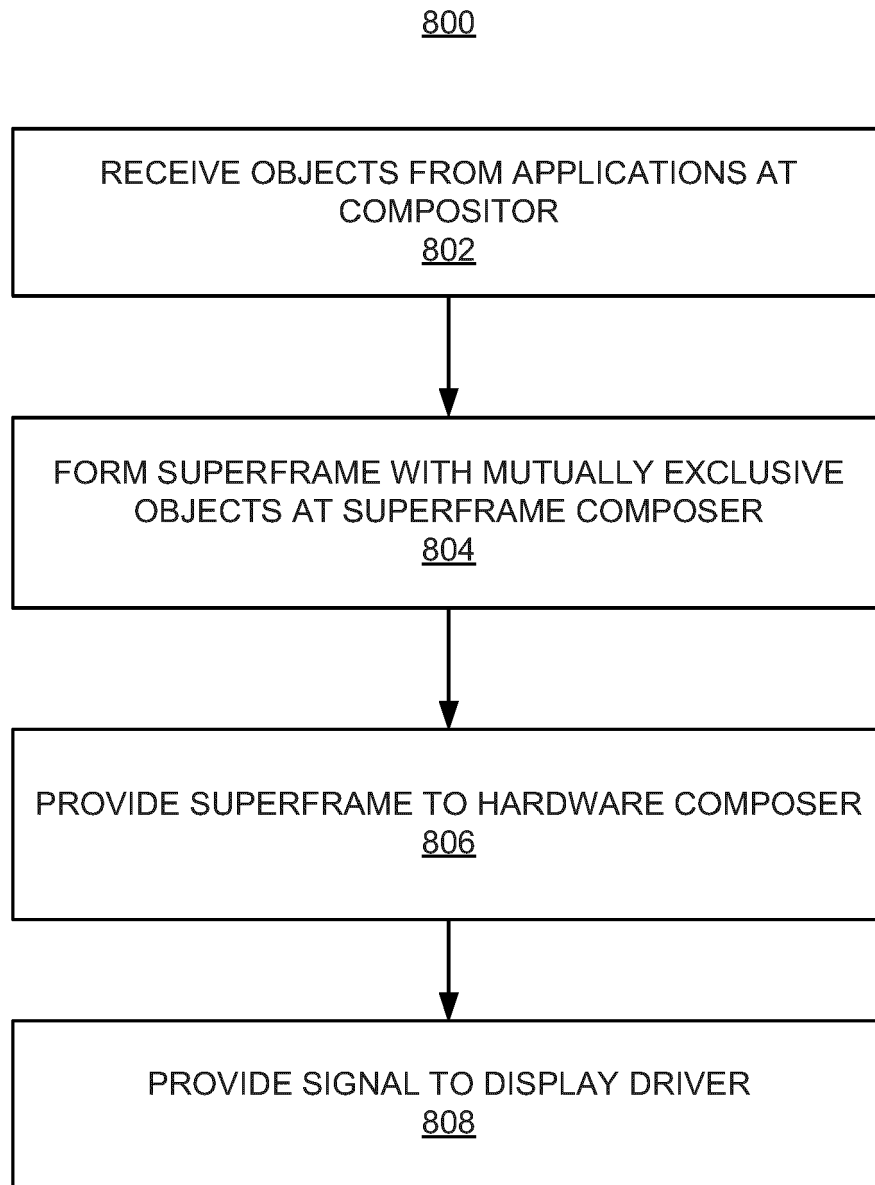 800
RECEIVE OBJECTS FROM APPLICATIONS AT
COMPOSITOR
802
FORM SUPERFRAME WITH MUTUALLY EXCLUSIVE
OBJECTS AT SUPERFRAME COMPOSER
804
PROVIDE SUPERFRAME TO HARDWARE COMPOSER
806
PROVIDE SIGNAL TO DISPLAY DRIVER
808